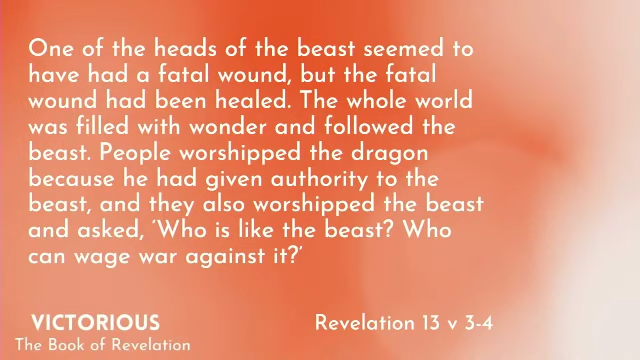 One of the heads of the beast seemed to
have had a fatal wound, but the fatal
wound had been healed. The whole world
was filled with wonder and followed the
beast. People worshipped the dragon
because he had given authority to the
beast, and they also worshipped the beast
and asked, ‘Who is like the beast? Who
can wage war against it?’
VICTORIOUS
The Book of Revelation
Revelation 13 v 3-4